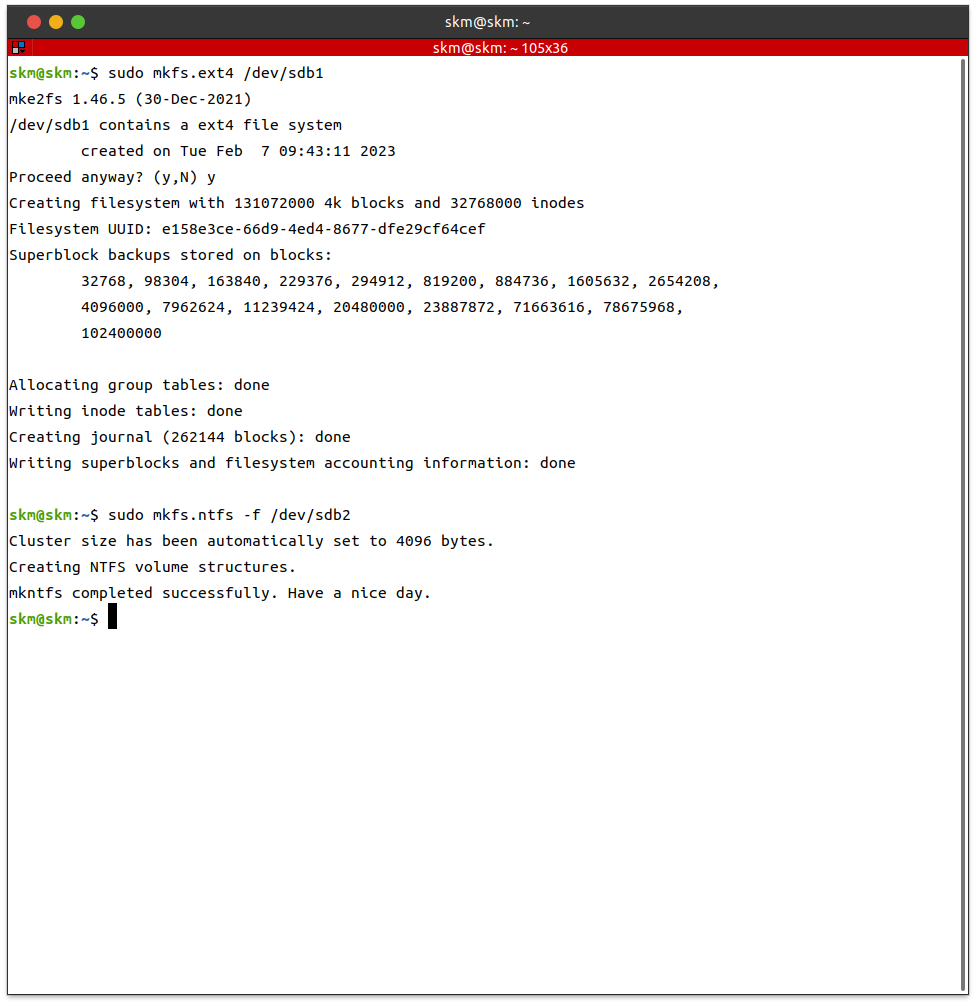 skm@skm: ~
skm@skm: ~ 105x36
skm@skm:~$ sudo mkfs.ext4 /dev/sdb1
mke2fs 1.46.5 (30-Dec-2021)
/dev/sdb1 contains a ext4 file system
        created on Tue Feb  7 09:43:11 2023
Proceed anyway? (y,N) y
Creating filesystem with 131072000 4k blocks and 32768000 inodes
Filesystem UUID: e158e3ce-66d9-4ed4-8677-dfe29cf64cef
Superblock backups stored on blocks:
        32768, 98304, 163840, 229376, 294912, 819200, 884736, 1605632, 2654208,
        4096000, 7962624, 11239424, 20480000, 23887872, 71663616, 78675968,
        102400000

Allocating group tables: done
Writing inode tables: done
Creating journal (262144 blocks): done
Writing superblocks and filesystem accounting information: done

skm@skm:~$ sudo mkfs.ntfs -f /dev/sdb2
Cluster size has been automatically set to 4096 bytes.
Creating NTFS volume structures.
mkntfs completed successfully. Have a nice day.
skm@skm:~$